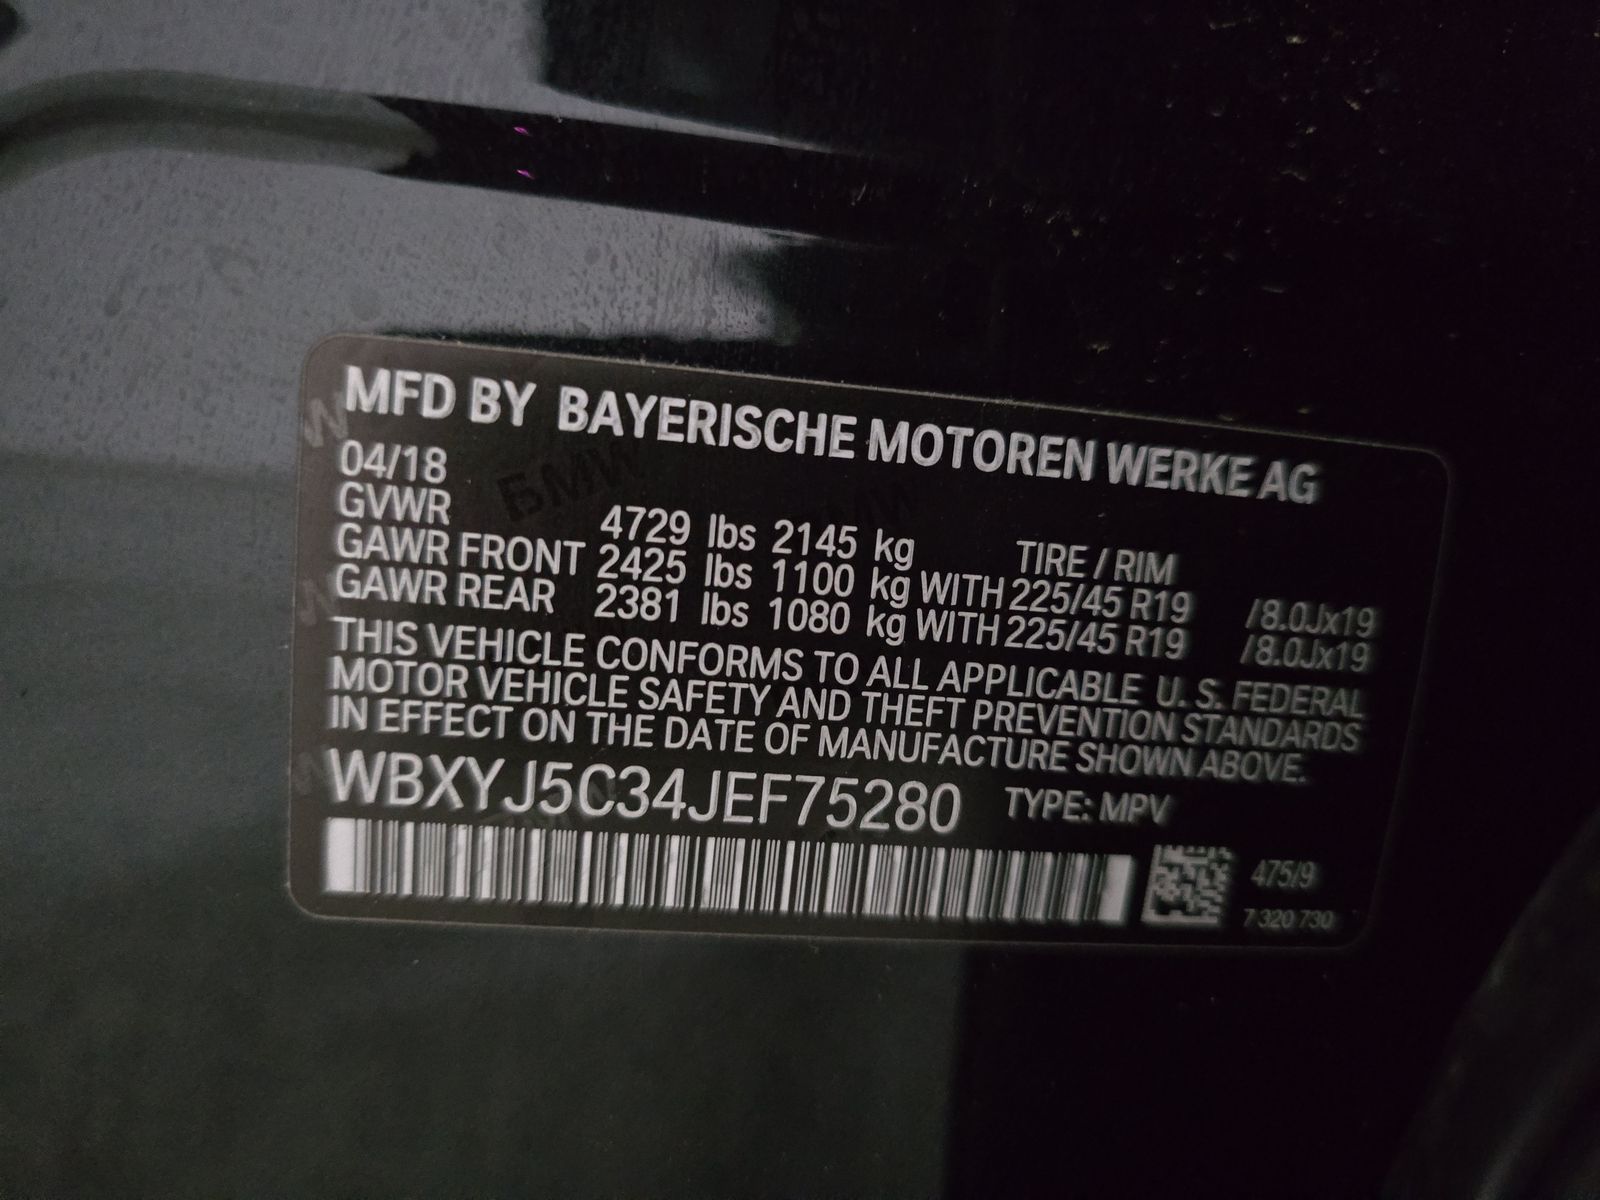 MFD BY BAYERISCHE MOTOREN WERKE AG
04/18
GVWR 4729 lbs 2145 kg TIRE / RIM
GAWR FRONT 2425 lbs 1100 kg WITH 225/45 R19 /8.0Jx19
GAWR REAR 2381 lbs 1080 kg WITH 225/45 R19 /8.0Jx19
THIS VEHICLE CONFORMS TO ALL APPLICABLE U. S. FEDERAL
MOTOR VEHICLE SAFETY AND THEFT PREVENTION STANDARDS
IN EFFECT ON THE DATE OF MANUFACTURE SHOWN ABOVE.
WBXYJ5C34JEF75280 TYPE: MPV
475/9
7 320 730
BMW